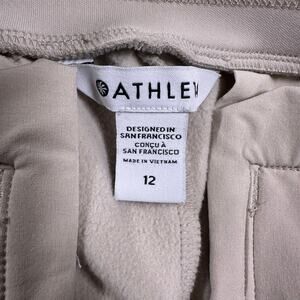 ATHLE
DESIGNED IN
SAN FRANCISCO
CONÇU À
SAN FRANCISCO
MADE IN VIETNAM
12